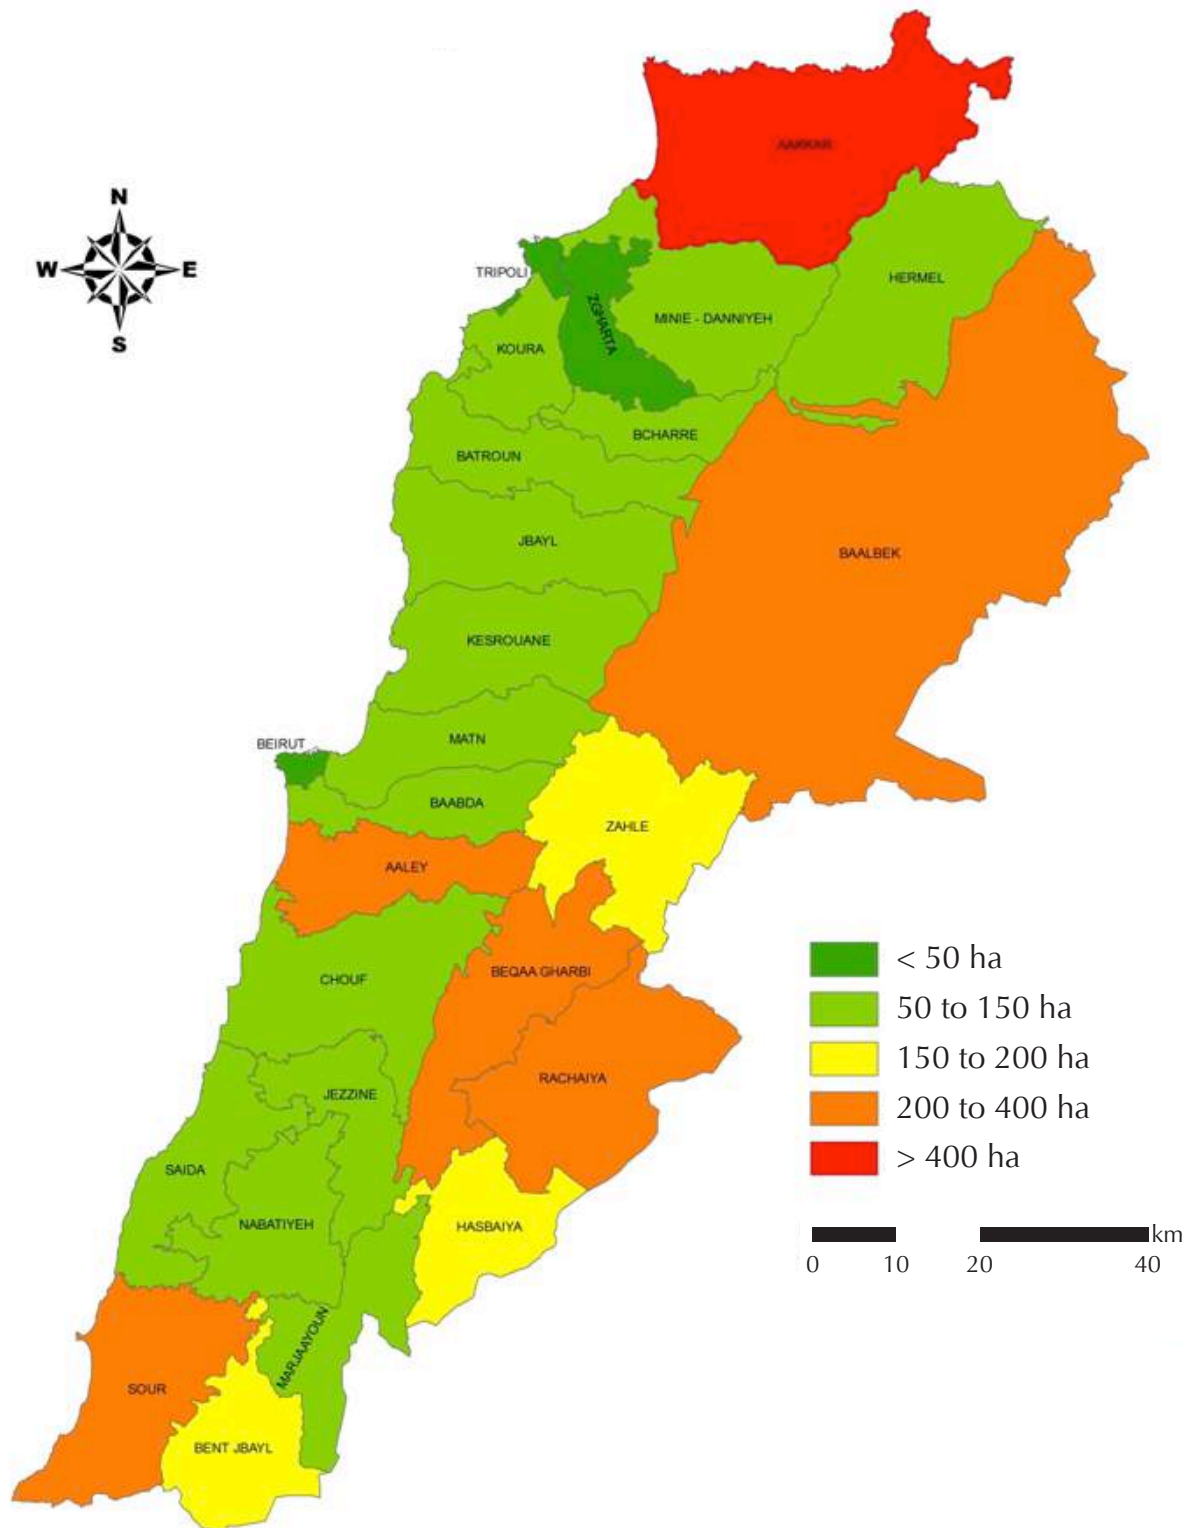 AAKKAR
N
W E
S
TRIPOLI
HERMEL
ZGHARTA
MINIE - DANNIYEH
KOURA
BCHARRE
BATROUN
JBAYL
BAALBEK
KESROUANE
MATN
BEIRUT
BAABDA
ZAHLE
AALEY
CHOUF
BEQAA GHARBI
RACHAIYA
JEZZINE
SAIDA
NABATIYEH
HASBAIYA
MARJAAYOUN
SOUR
BENT JBAYL
< 50 ha
50 to 150 ha
150 to 200 ha
200 to 400 ha
> 400 ha
km
0 10 20 40